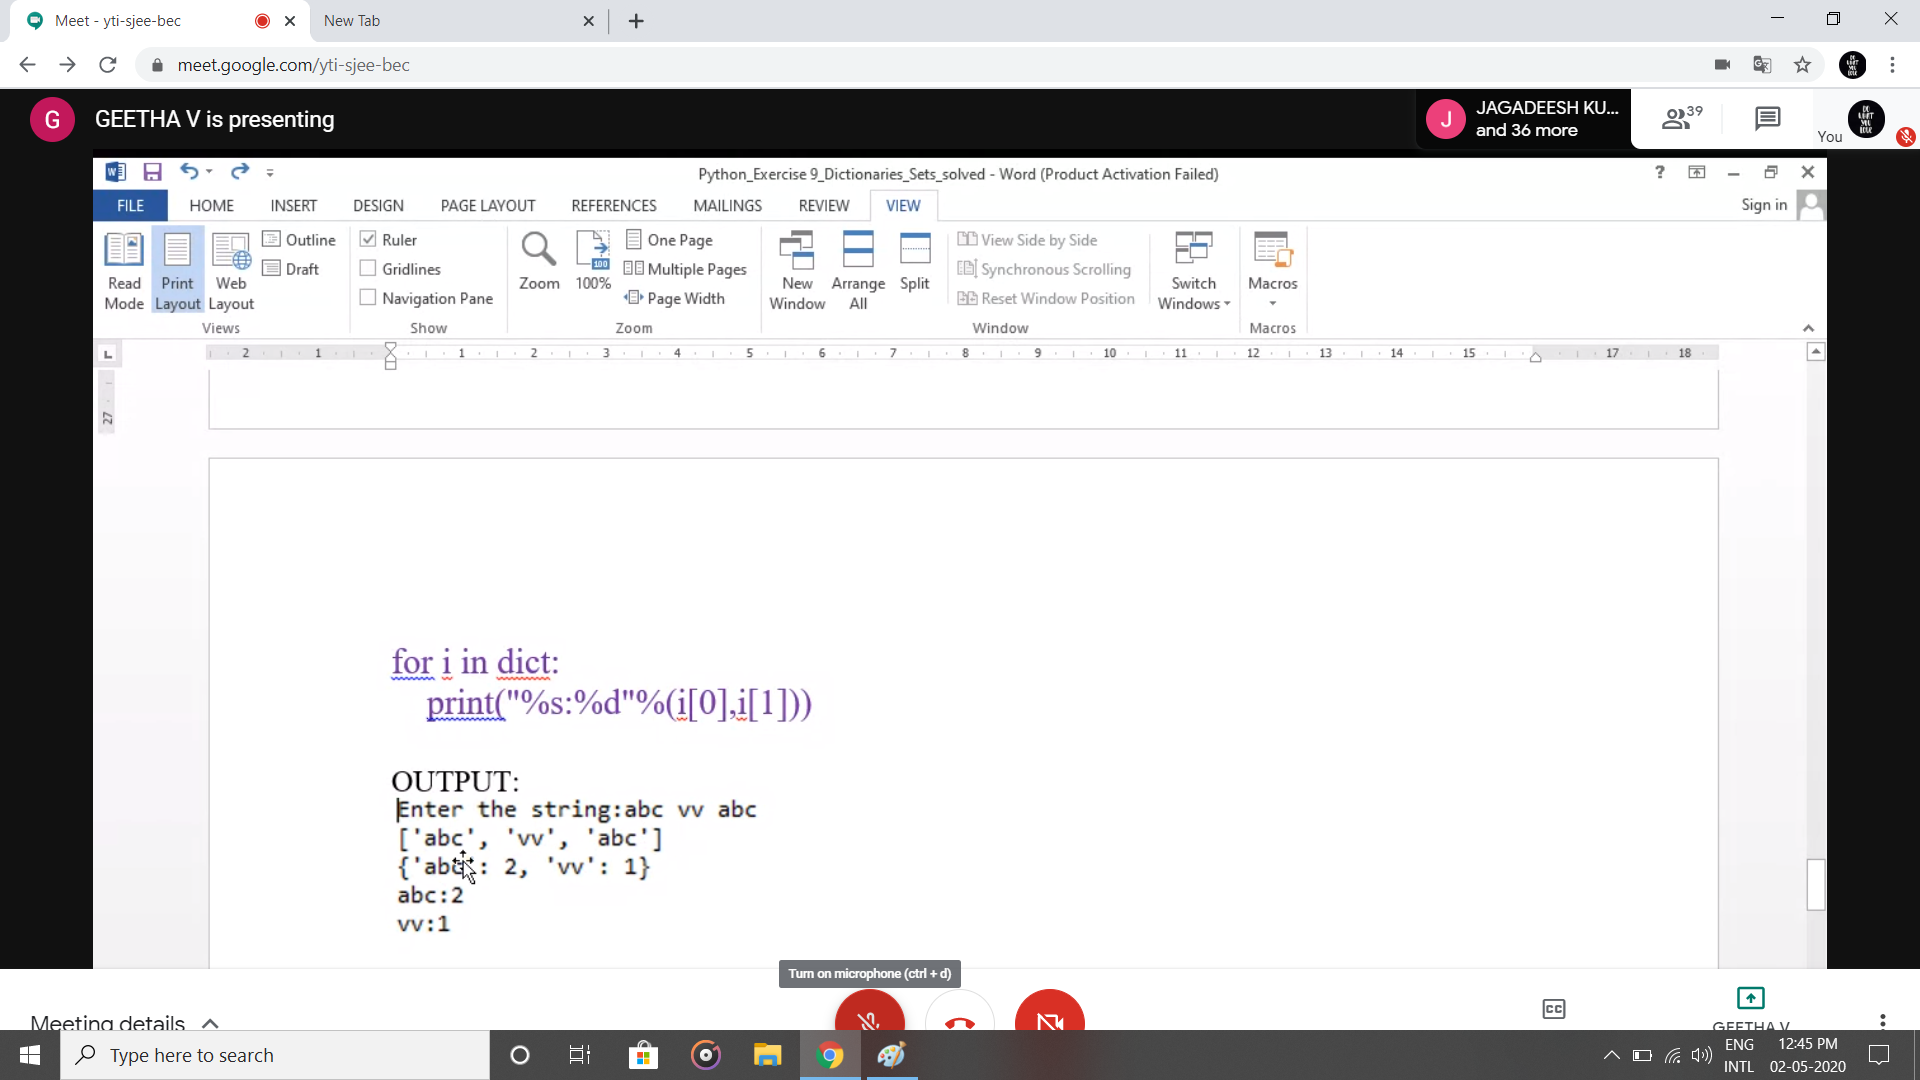 Meet - yti-sjee-bec
New Tab
meet.google.com/yti-sjee-bec
G
GEETHA V is presenting
J
JAGADEESH KU...
and 36 more
39
You
Python_Exercise 9_Dictionaries_Sets_solved - Word (Product Activation Failed)
FILE HOME INSERT DESIGN PAGE LAYOUT REFERENCES MAILINGS REVIEW VIEW
Sign in
Read Mode
Print Layout
Web Layout
Outline
Draft
Views
Ruler
Gridlines
Navigation Pane
Show
Zoom
100%
One Page
Multiple Pages
Page Width
Zoom
New Window
Arrange All
Split
View Side by Side
Synchronous Scrolling
Reset Window Position
Window
Switch Windows
Macros
Macros
2 1 1 2 3 4 5 6 7 8 9 10 11 12 13 14 15 17 18
27
for i in dict:
print("%s:%d"%(i[0],i[1]))
OUTPUT:
Enter the string:abc vv abc
['abc', 'vv', 'abc']
{'abc': 2, 'vv': 1}
abc:2
vv:1
Turn on microphone (ctrl + d)
Meeting details
CC
GEETHA V
Type here to search
ENG
INTL
12:45 PM
02-05-2020